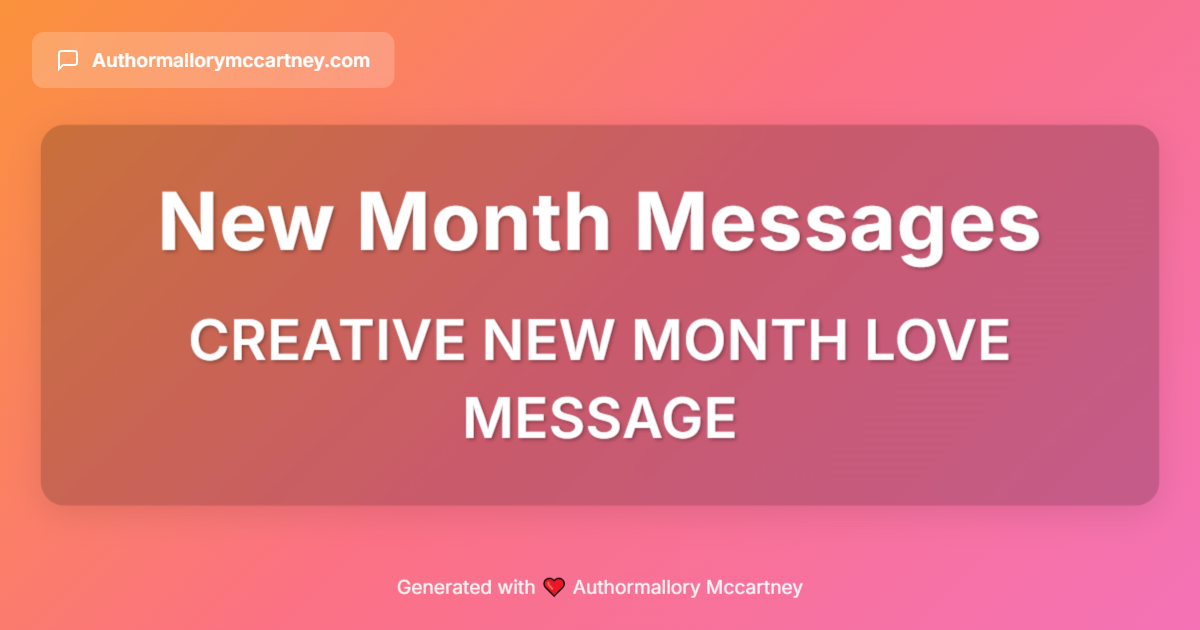 Authormallorymccartney.com
New Month Messages
CREATIVE NEW MONTH LOVE
MESSAGE
Generated with ❤️ Authormallory Mccartney